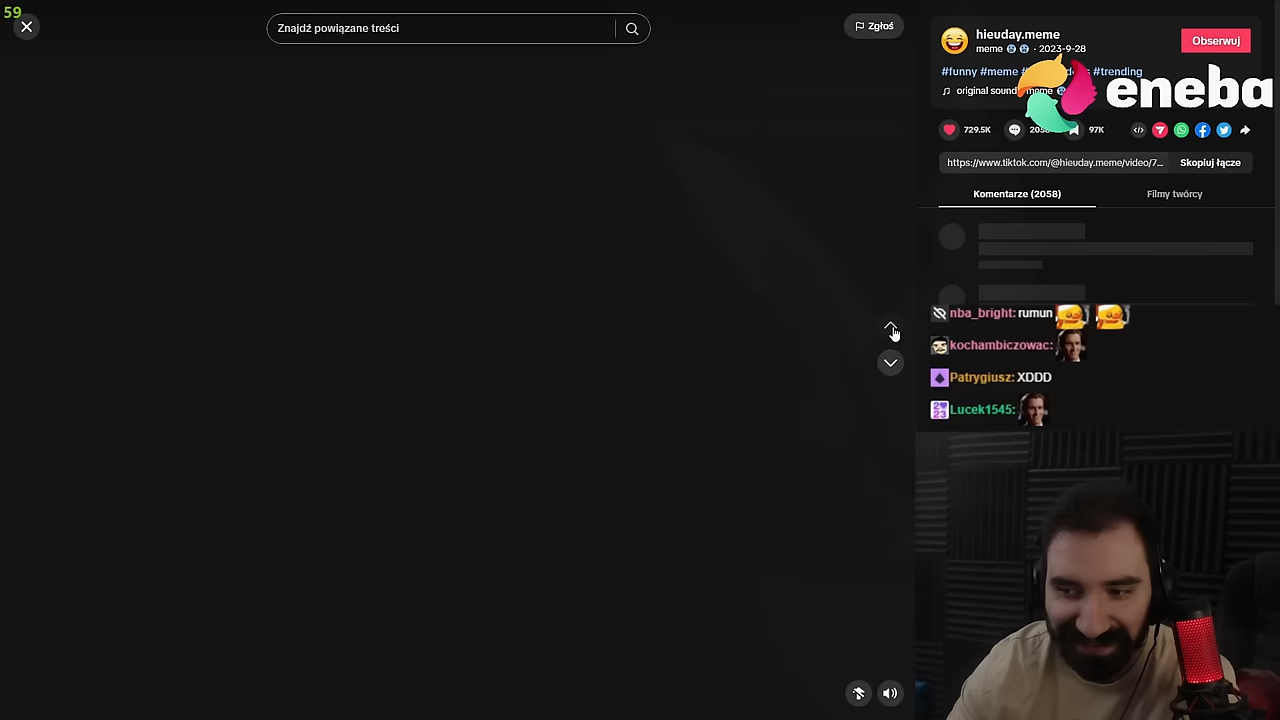 59
Znajdź powiązane treści
Zgłoś
hieuday.meme
meme · 2023-9-28
Obserwuj
#funny #meme #trending
eneba
original sound meme
729.5K
97K
https://www.tiktok.com/@hieuday.meme/video/7...
Skopiuj łącze
Komentarze (2058)
Filmy twórcy
nba_bright: rumun
kochambiczowac:
Patrygiusz: XDDD
Lucek1545: